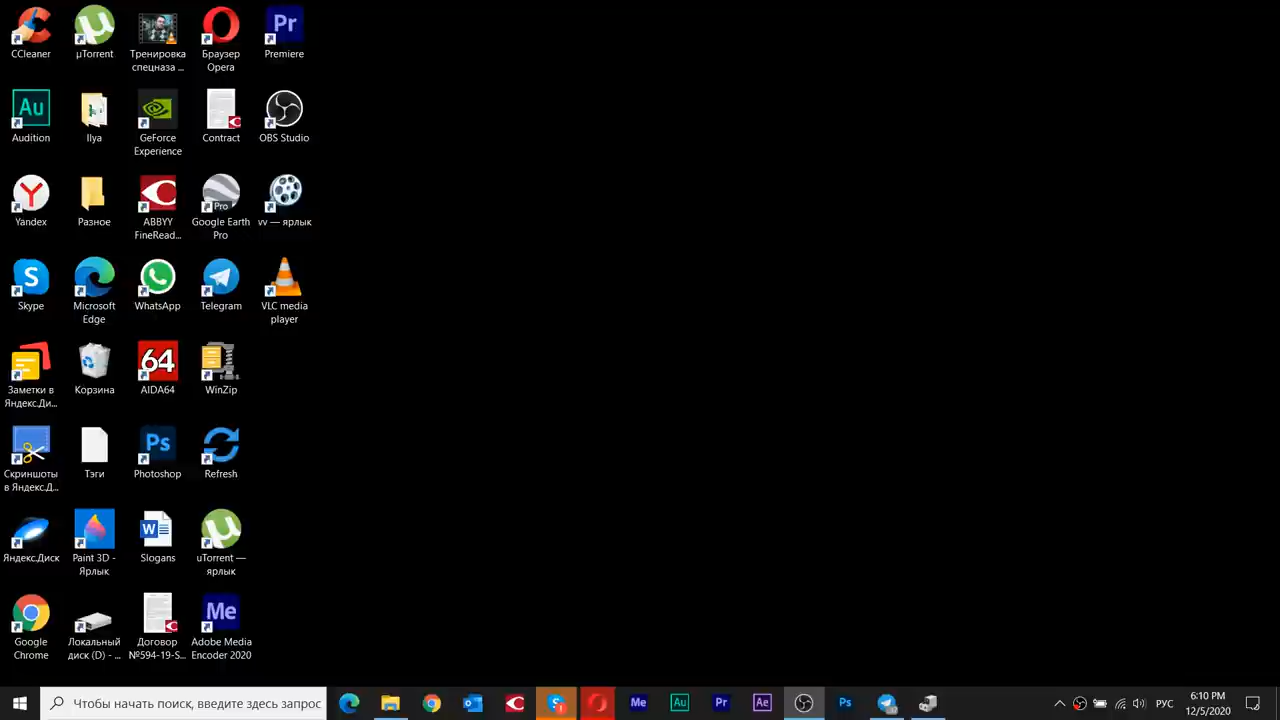 CCleaner
µTorrent
Тренировка
спецназа ...
Браузер
Opera
Pr
Premiere
Au
Audition
Ilya
GeForce
Experience
Contract
OBS Studio
Yandex
Разное
ABBYY
FineRead...
Pro
Google Earth
Pro
vv — ярлык
Skype
Microsoft
Edge
WhatsApp
Telegram
VLC media
player
Заметки в
Яндекс.Ди...
Корзина
64
AIDA64
WinZip
Скриншоты
в Яндекс.Д...
Тэги
Ps
Photoshop
Refresh
Яндекс.Диск
Paint 3D -
Ярлык
W
Slogans
uTorrent —
ярлык
Google
Chrome
Локальный
диск (D) - ...
Договор
№594-19-S...
Me
Adobe Media
Encoder 2020
Чтобы начать поиск, введите здесь запрос
Me
Au
Pr
Ae
Ps
РУС
6:10 PM
12/5/2020